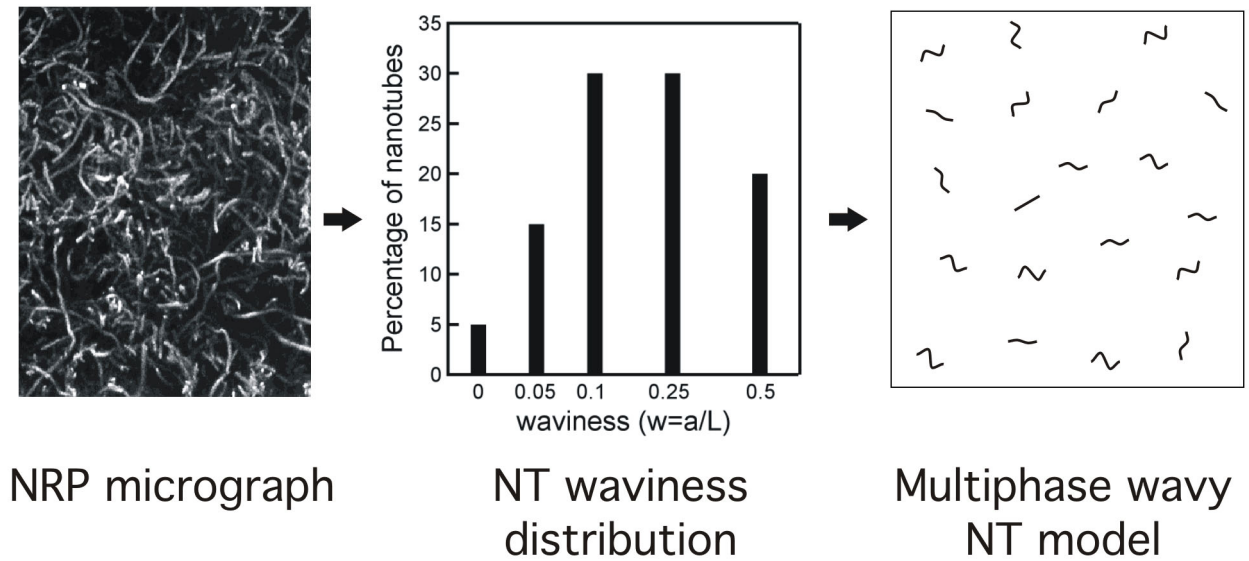 35
30
25
20
15
10
5
0
Percentage of nanotubes
0 0.05 0.1 0.25 0.5
waviness (w=a/L)
NRP micrograph
NT waviness
distribution
Multiphase wavy
NT model